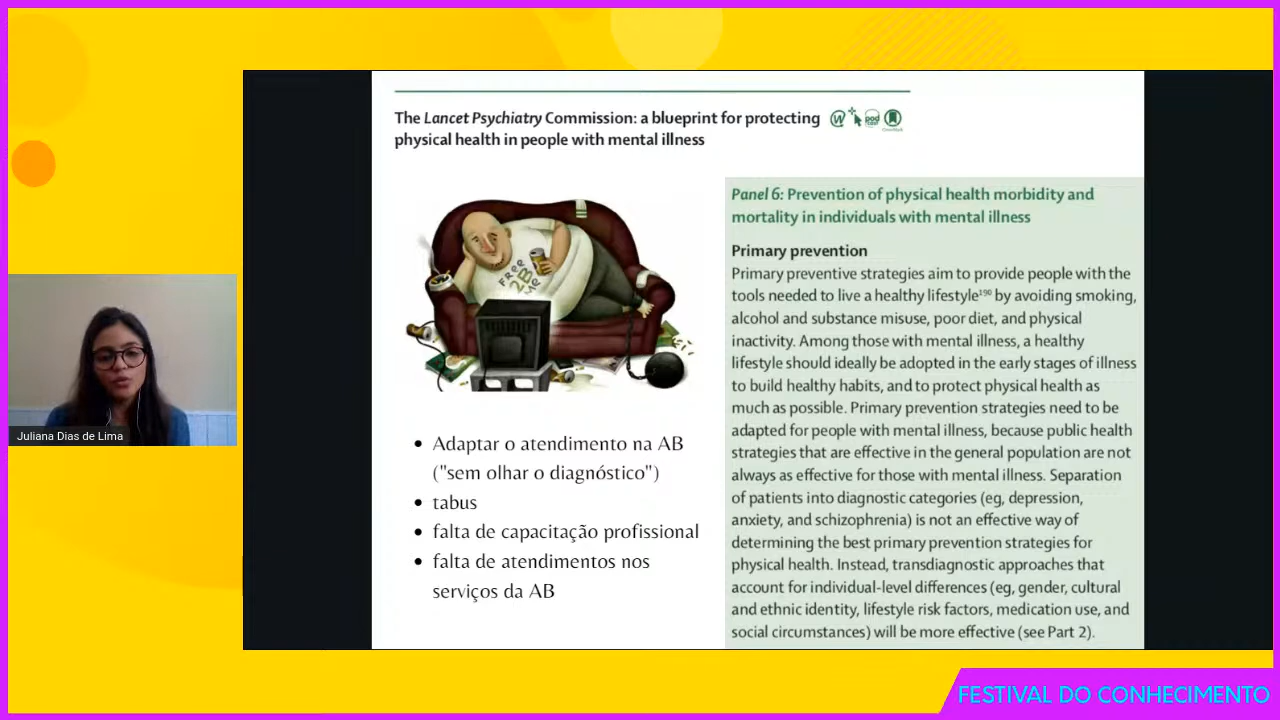 The Lancet Psychiatry Commission: a blueprint for protecting
physical health in people with mental illness
FREE
2B
ME
Adaptar o atendimento na AB
("sem olhar o diagnóstico")
tabus
falta de capacitação profissional
falta de atendimentos nos
serviços da AB
Panel 6: Prevention of physical health morbidity and
mortality in individuals with mental illness
Primary prevention
Primary preventive strategies aim to provide people with the
tools needed to live a healthy lifestyle¹⁹⁰ by avoiding smoking,
alcohol and substance misuse, poor diet, and physical
inactivity. Among those with mental illness, a healthy
lifestyle should ideally be adopted in the early stages of illness
to build healthy habits, and to protect physical health as
much as possible. Primary prevention strategies need to be
adapted for people with mental illness, because public health
strategies that are effective in the general population are not
always as effective for those with mental illness. Separation
of patients into diagnostic categories (eg, depression,
anxiety, and schizophrenia) is not an effective way of
determining the best primary prevention strategies for
physical health. Instead, transdiagnostic approaches that
account for individual-level differences (eg, gender, cultural
and ethnic identity, lifestyle risk factors, medication use, and
social circumstances) will be more effective (see Part 2).
Juliana Dias de Lima
FESTIVAL DO CONHECIMENTO